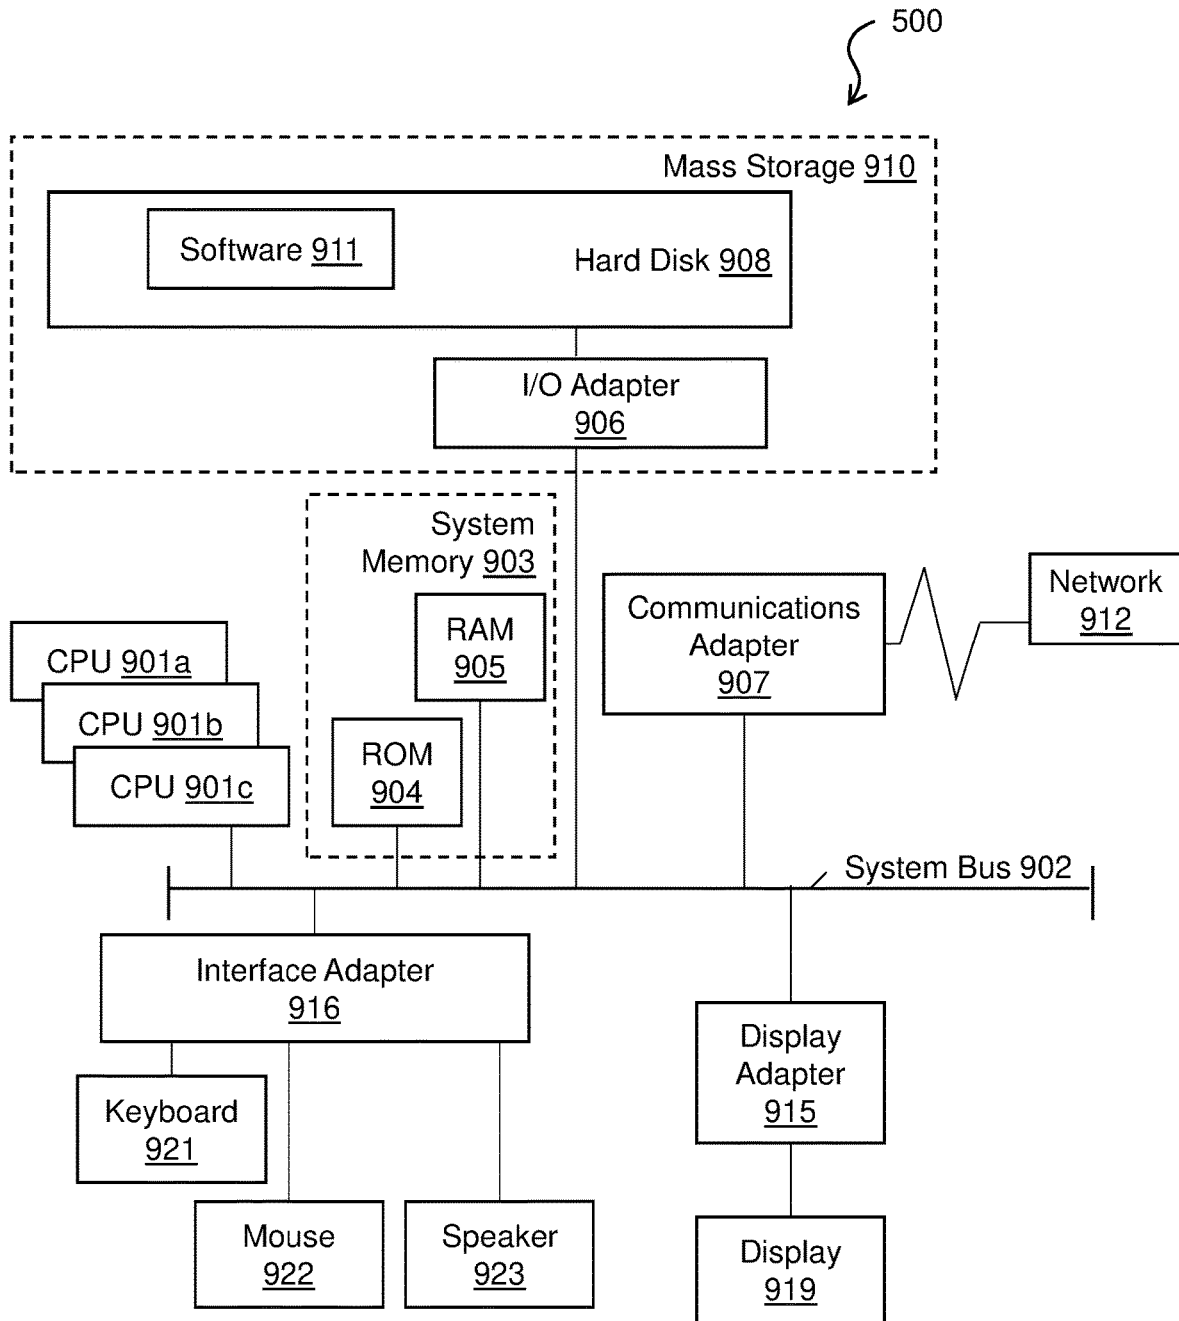 500
Mass Storage 910
Software 911
Hard Disk 908
I/O Adapter
906
System
Memory 903
RAM
905
ROM
904
Communications
Adapter
907
Network
912
CPU 901a
CPU 901b
CPU 901c
System Bus 902
Interface Adapter
916
Keyboard
921
Mouse
922
Speaker
923
Display
Adapter
915
Display
919